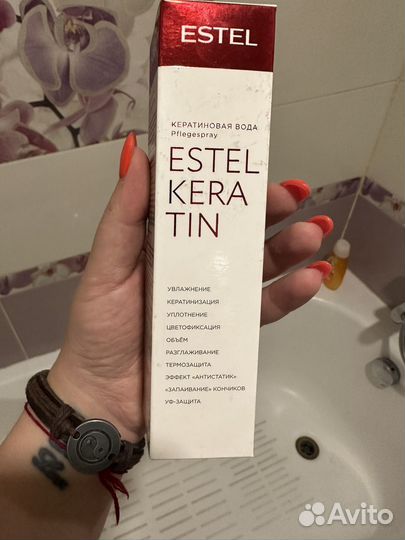 ESTEL
КЕРАТИНОВАЯ ВОДА
Pflegespray
ESTEL
KERA
TIN
УВЛАЖНЕНИЕ
КЕРАТИНИЗАЦИЯ
УПЛОТНЕНИЕ
ЦВЕТОФИКСАЦИЯ
ОБЪЁМ
РАЗГЛАЖИВАНИЕ
ТЕРМОЗАЩИТА
ЭФФЕКТ «АНТИСТАТИК»
«ЗАПАИВАНИЕ» КОНЧИКОВ
УФ-ЗАЩИТА
Avito